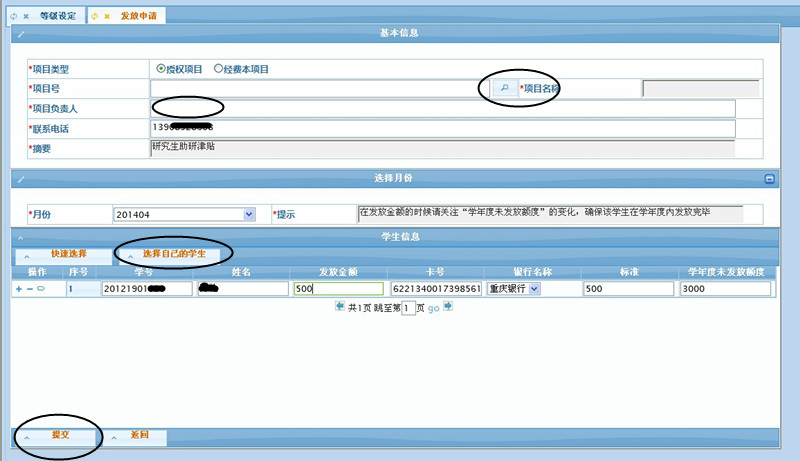 等级设定 发放申请
基本信息
*项目类型 授权项目 经费本项目
*项目号 *项目名称
*项目负责人
*联系电话 139
*摘要 研究生助研津贴
选择月份
*月份 201404 *提示 在发放金额的时候请关注“学年度未发放额度”的变化，确保该学生在学年度内发放完毕
学生信息
快速选择 选择自己的学生
操作 序号 学号 姓名 发放金额 卡号 银行名称 标准 学年度未发放额度
1 20121901 500 6221340017398561 重庆银行 500 3000
共1页 跳至第 1 页 go
提交 返回